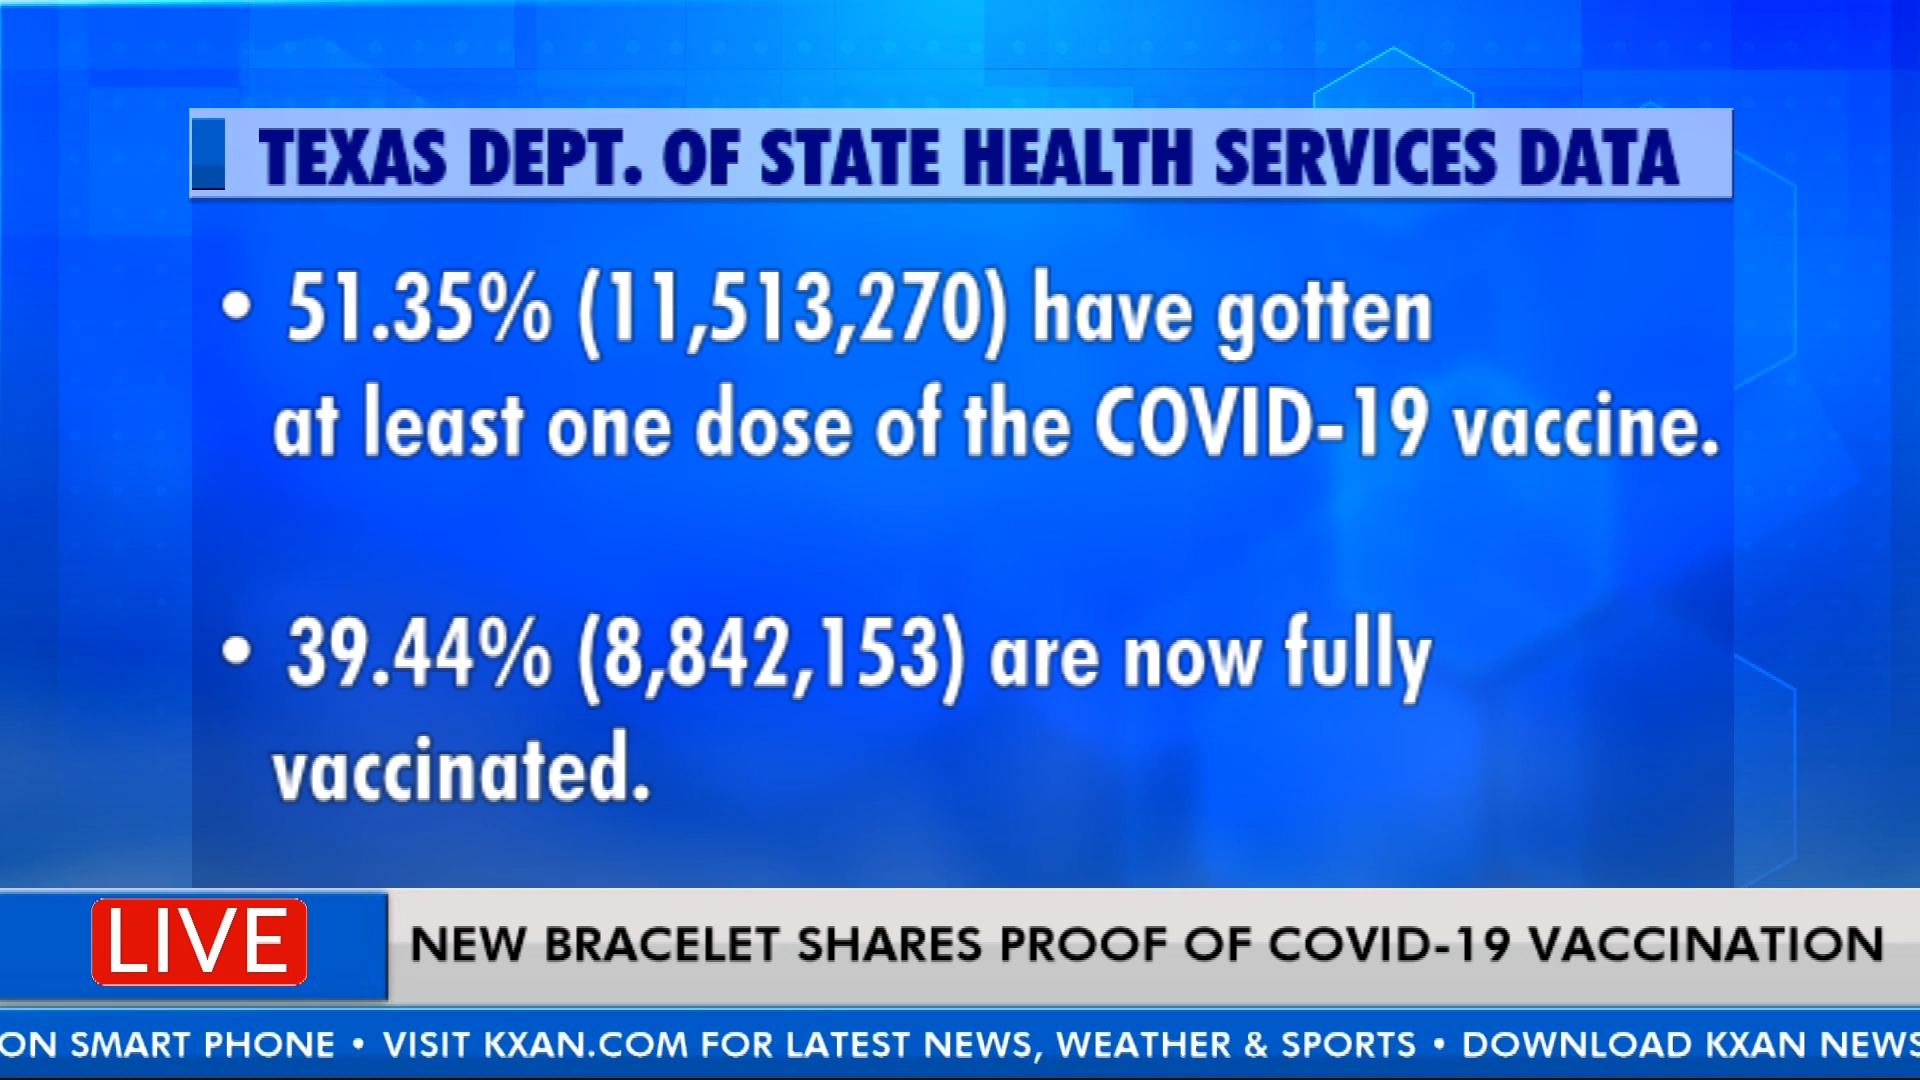 TEXAS DEPT. OF STATE HEALTH SERVICES DATA
• 51.35% (11,513,270) have gotten
at least one dose of the COVID-19 vaccine.
• 39.44% (8,842,153) are now fully
vaccinated.
LIVE
NEW BRACELET SHARES PROOF OF COVID-19 VACCINATION
ON SMART PHONE • VISIT KXAN.COM FOR LATEST NEWS, WEATHER & SPORTS • DOWNLOAD KXAN NEWS